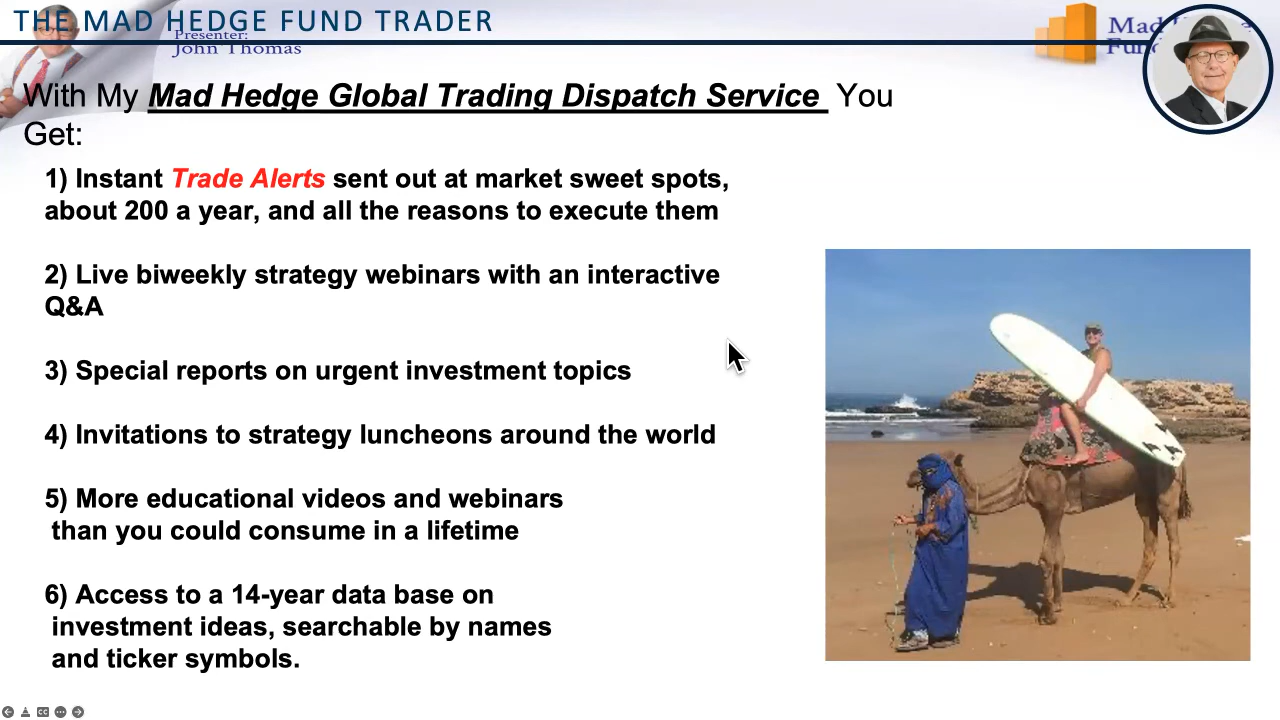 THE MAD HEDGE FUND TRADER
Presenter:
John Thomas
Mad
Fun
With My Mad Hedge Global Trading Dispatch Service You
Get:
1) Instant Trade Alerts sent out at market sweet spots,
about 200 a year, and all the reasons to execute them
2) Live biweekly strategy webinars with an interactive
Q&A
3) Special reports on urgent investment topics
4) Invitations to strategy luncheons around the world
5) More educational videos and webinars
than you could consume in a lifetime
6) Access to a 14-year data base on
investment ideas, searchable by names
and ticker symbols.